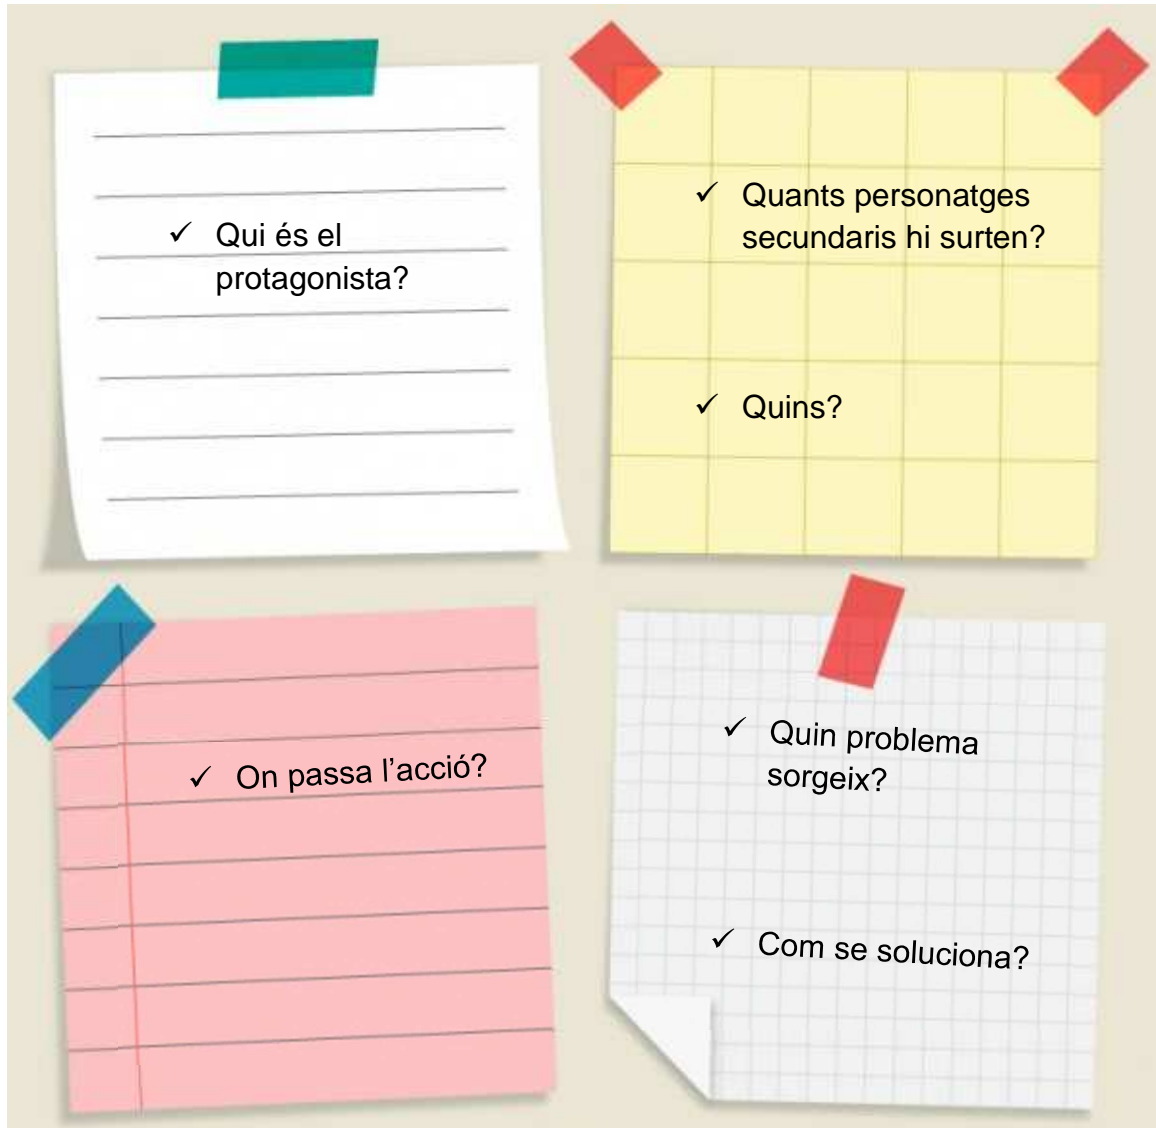 ✓ Qui és el
protagonista?
✓ Quants personatges
secundaris hi surten?
✓ Quins?
✓ On passa l'acció?
✓ Quin problema
sorgeix?
✓ Com se soluciona?